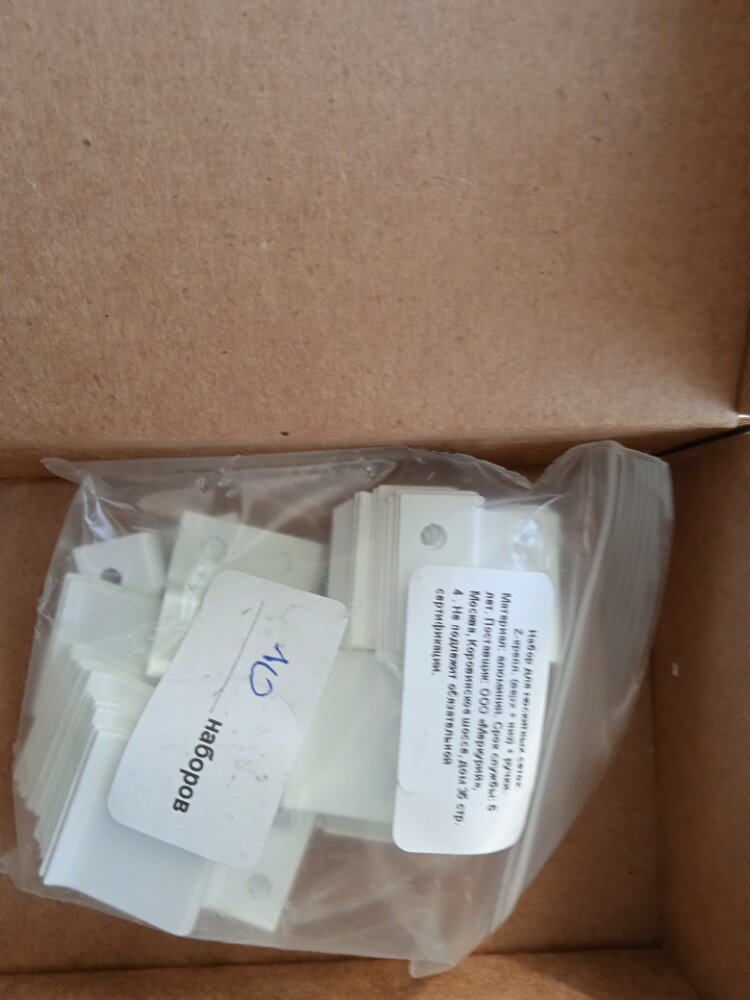 10
наборов
Набор для москитных сеток
Z-крепл. (верх + низ) + ручки.
Материал: алюминий. Срок службы: 5
лет. Поставщик: ООО «Меркурий»,
Москва, Коровинское шоссе, дом 35 стр.
4 . Не подлежит обязательной
сертификации.